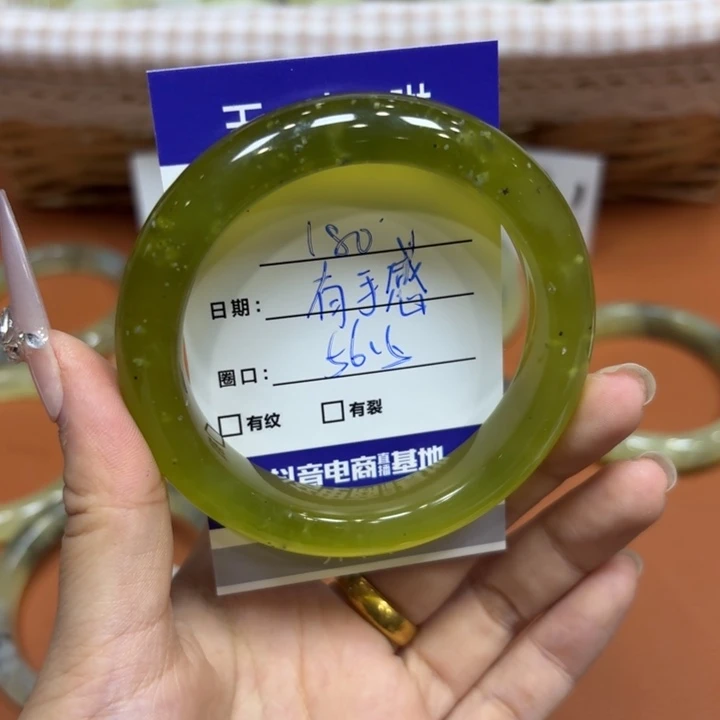 180
日期：有手感
圈口：56
有纹 有裂
抖音电商直播基地